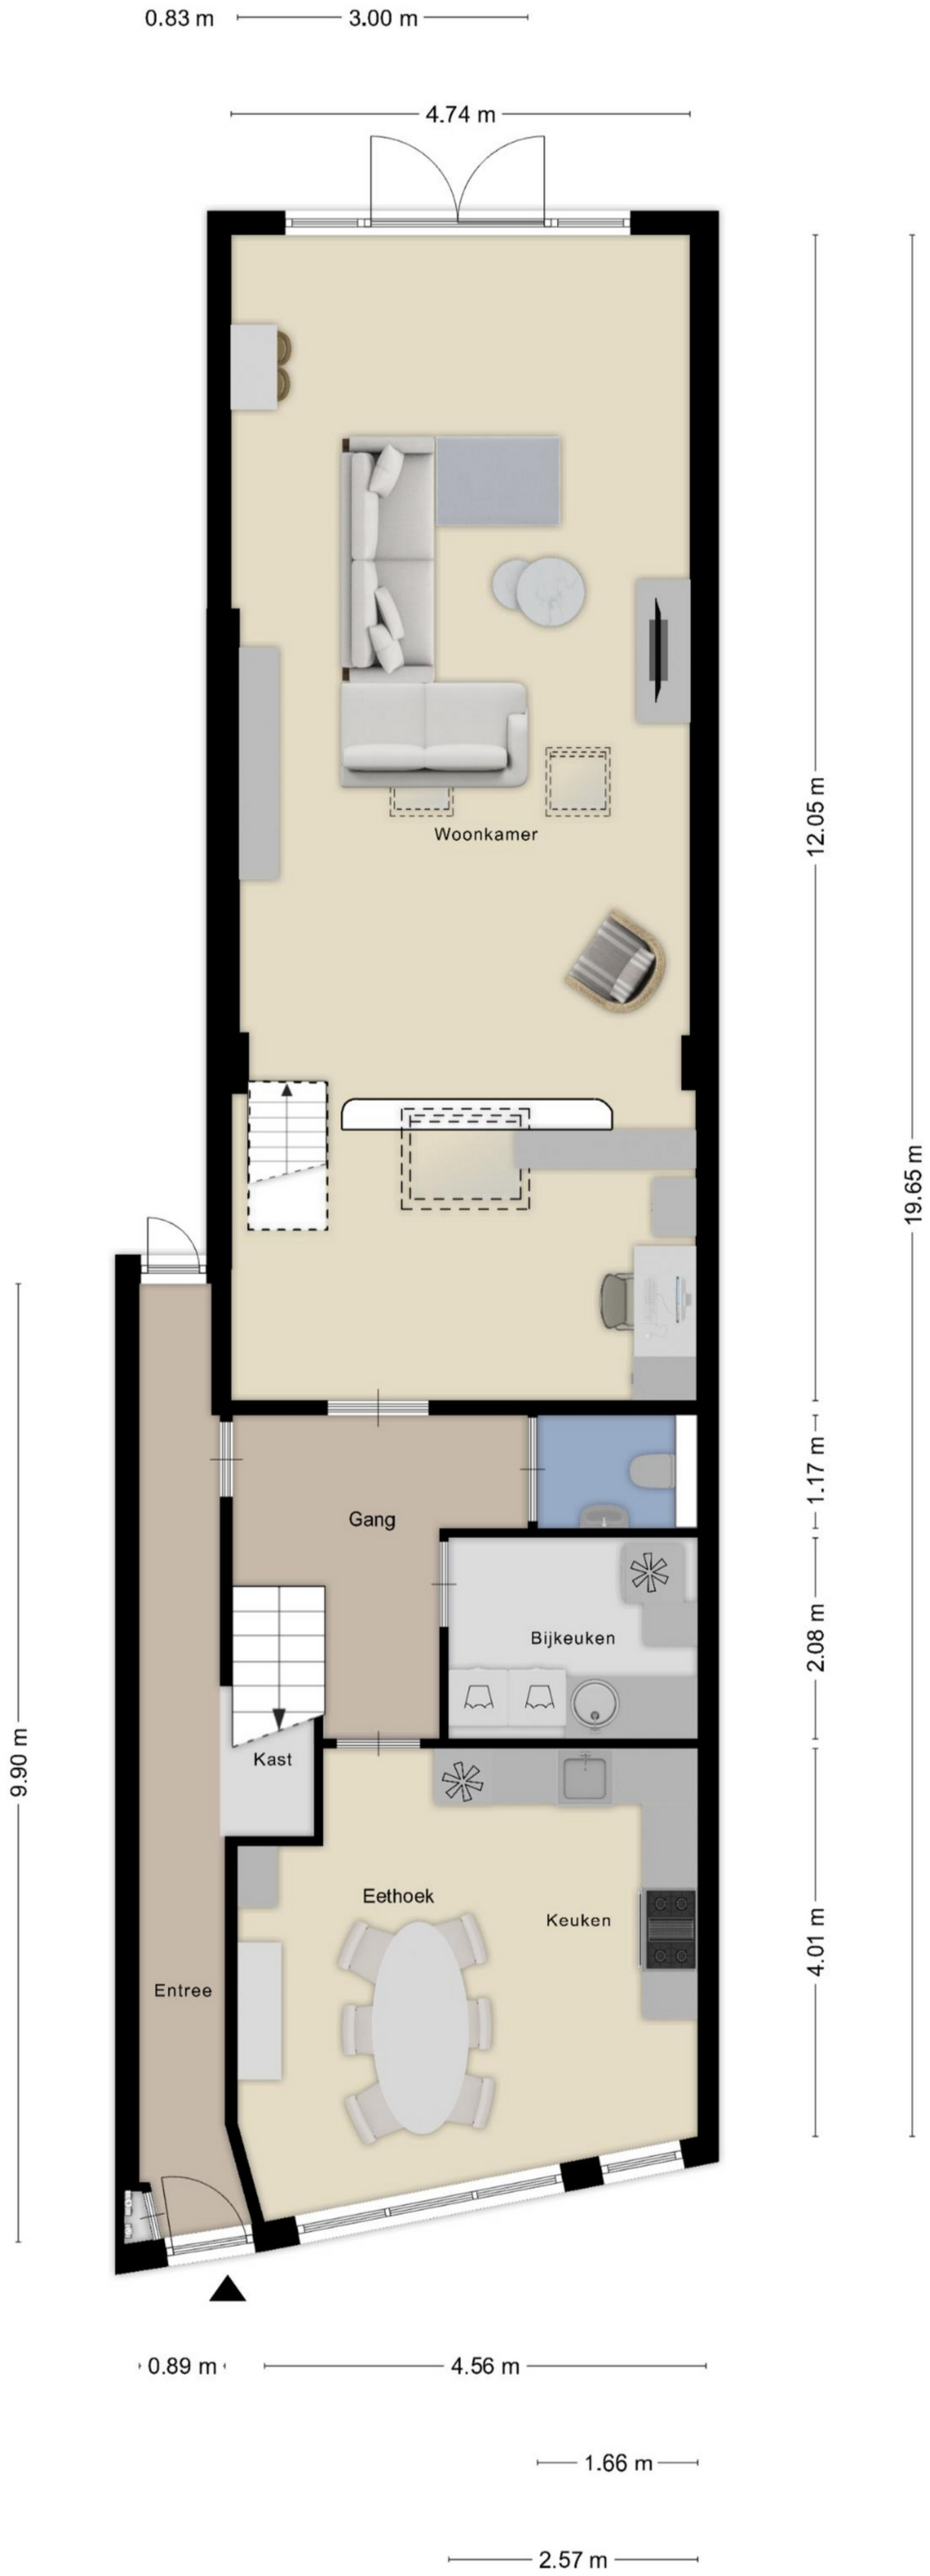 0.83 m 3.00 m
4.74 m
12.05 m
Woonkamer
19.65 m
1.17 m
Gang
2.08 m
Bijkeuken
9.90 m
Kast
Eethoek
Keuken
4.01 m
Entree
0.89 m 4.56 m
1.66 m
2.57 m